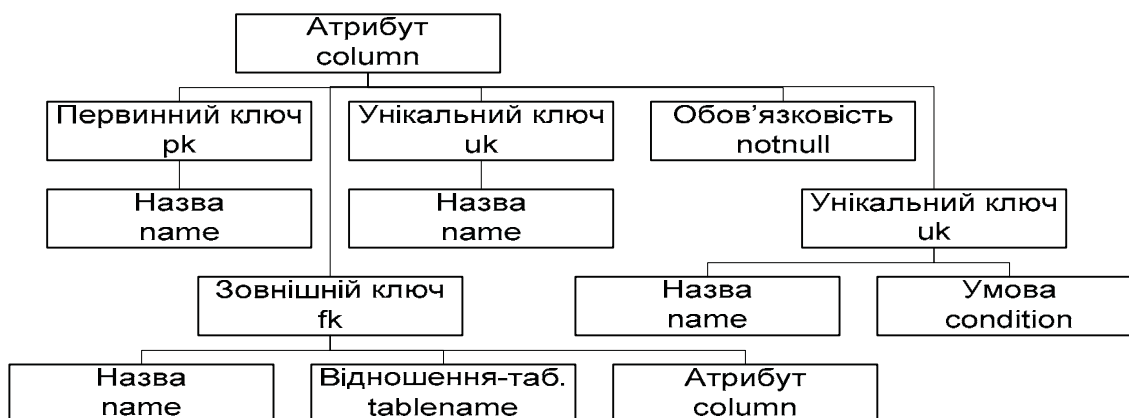 Атрибут
column
Первинний ключ
pk
Унікальний ключ
uk
Обов’язковість
notnull
Назва
name
Назва
name
Унікальний ключ
uk
Зовнішній ключ
fk
Назва
name
Умова
condition
Назва
name
Відношення-таб.
tablename
Атрибут
column